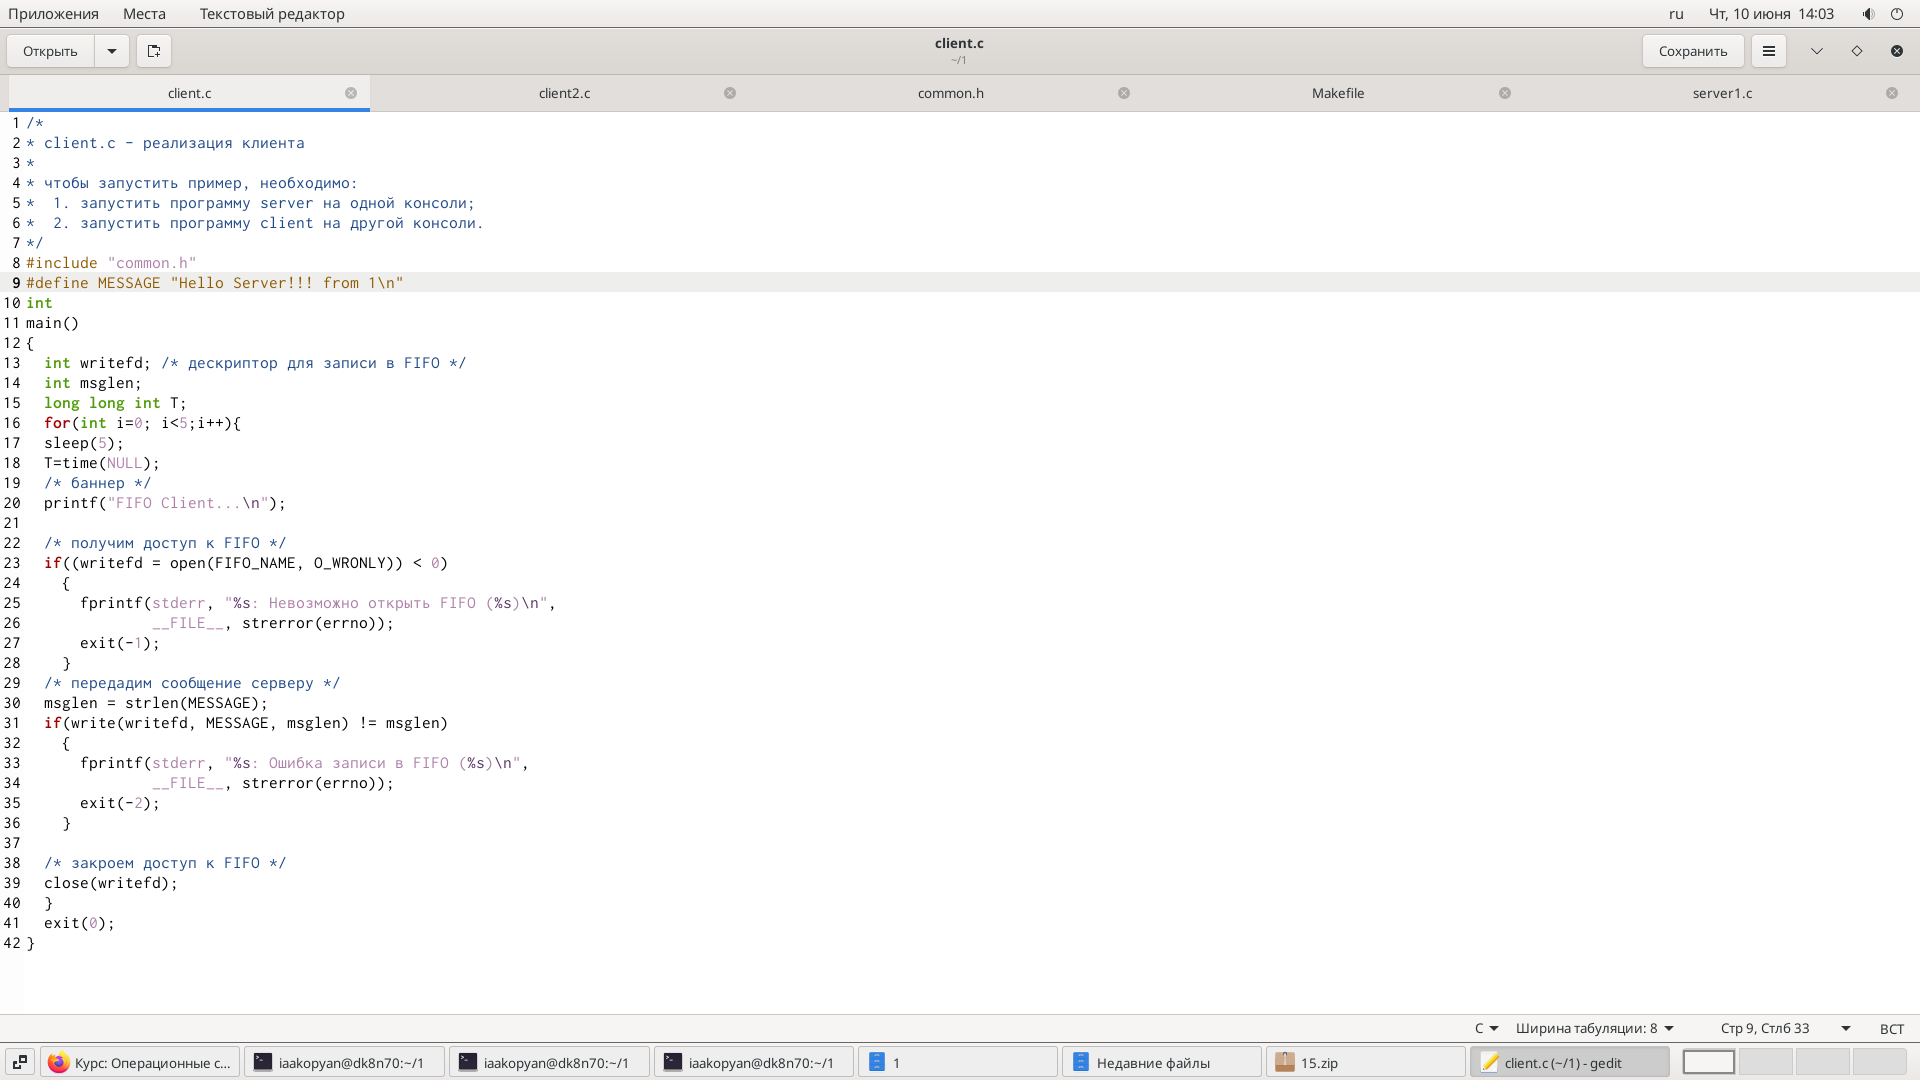 Приложения Места Текстовый редактор ru Чт, 10 июня 14:03
Открыть client.c Сохранить
~/1
client.c client2.c common.h Makefile server1.c
1 /*
2 * client.c - реализация клиента
3 *
4 * чтобы запустить пример, необходимо:
5 *  1. запустить программу server на одной консоли;
6 *  2. запустить программу client на другой консоли.
7 */
8 #include "common.h"
9 #define MESSAGE "Hello Server!!! from 1\n"
10 int
11 main()
12 {
13   int writefd; /* дескриптор для записи в FIFO */
14   int msglen;
15   long long int T;
16   for(int i=0; i<5;i++){
17   sleep(5);
18   T=time(NULL);
19   /* баннер */
20   printf("FIFO Client...\n");
21
22   /* получим доступ к FIFO */
23   if((writefd = open(FIFO_NAME, O_WRONLY)) < 0)
24     {
25       fprintf(stderr, "%s: Невозможно открыть FIFO (%s)\n",
26               __FILE__, strerror(errno));
27       exit(-1);
28     }
29   /* передадим сообщение серверу */
30   msglen = strlen(MESSAGE);
31   if(write(writefd, MESSAGE, msglen) != msglen)
32     {
33       fprintf(stderr, "%s: Ошибка записи в FIFO (%s)\n",
34               __FILE__, strerror(errno));
35       exit(-2);
36     }
37
38   /* закроем доступ к FIFO */
39   close(writefd);
40   }
41   exit(0);
42 }
C Ширина табуляции: 8 Стр 9, Стлб 33 ВСТ
Курс: Операционные с... iaakopyan@dk8n70:~/1 iaakopyan@dk8n70:~/1 iaakopyan@dk8n70:~/1 1 Недавние файлы 15.zip client.c (~/1) - gedit